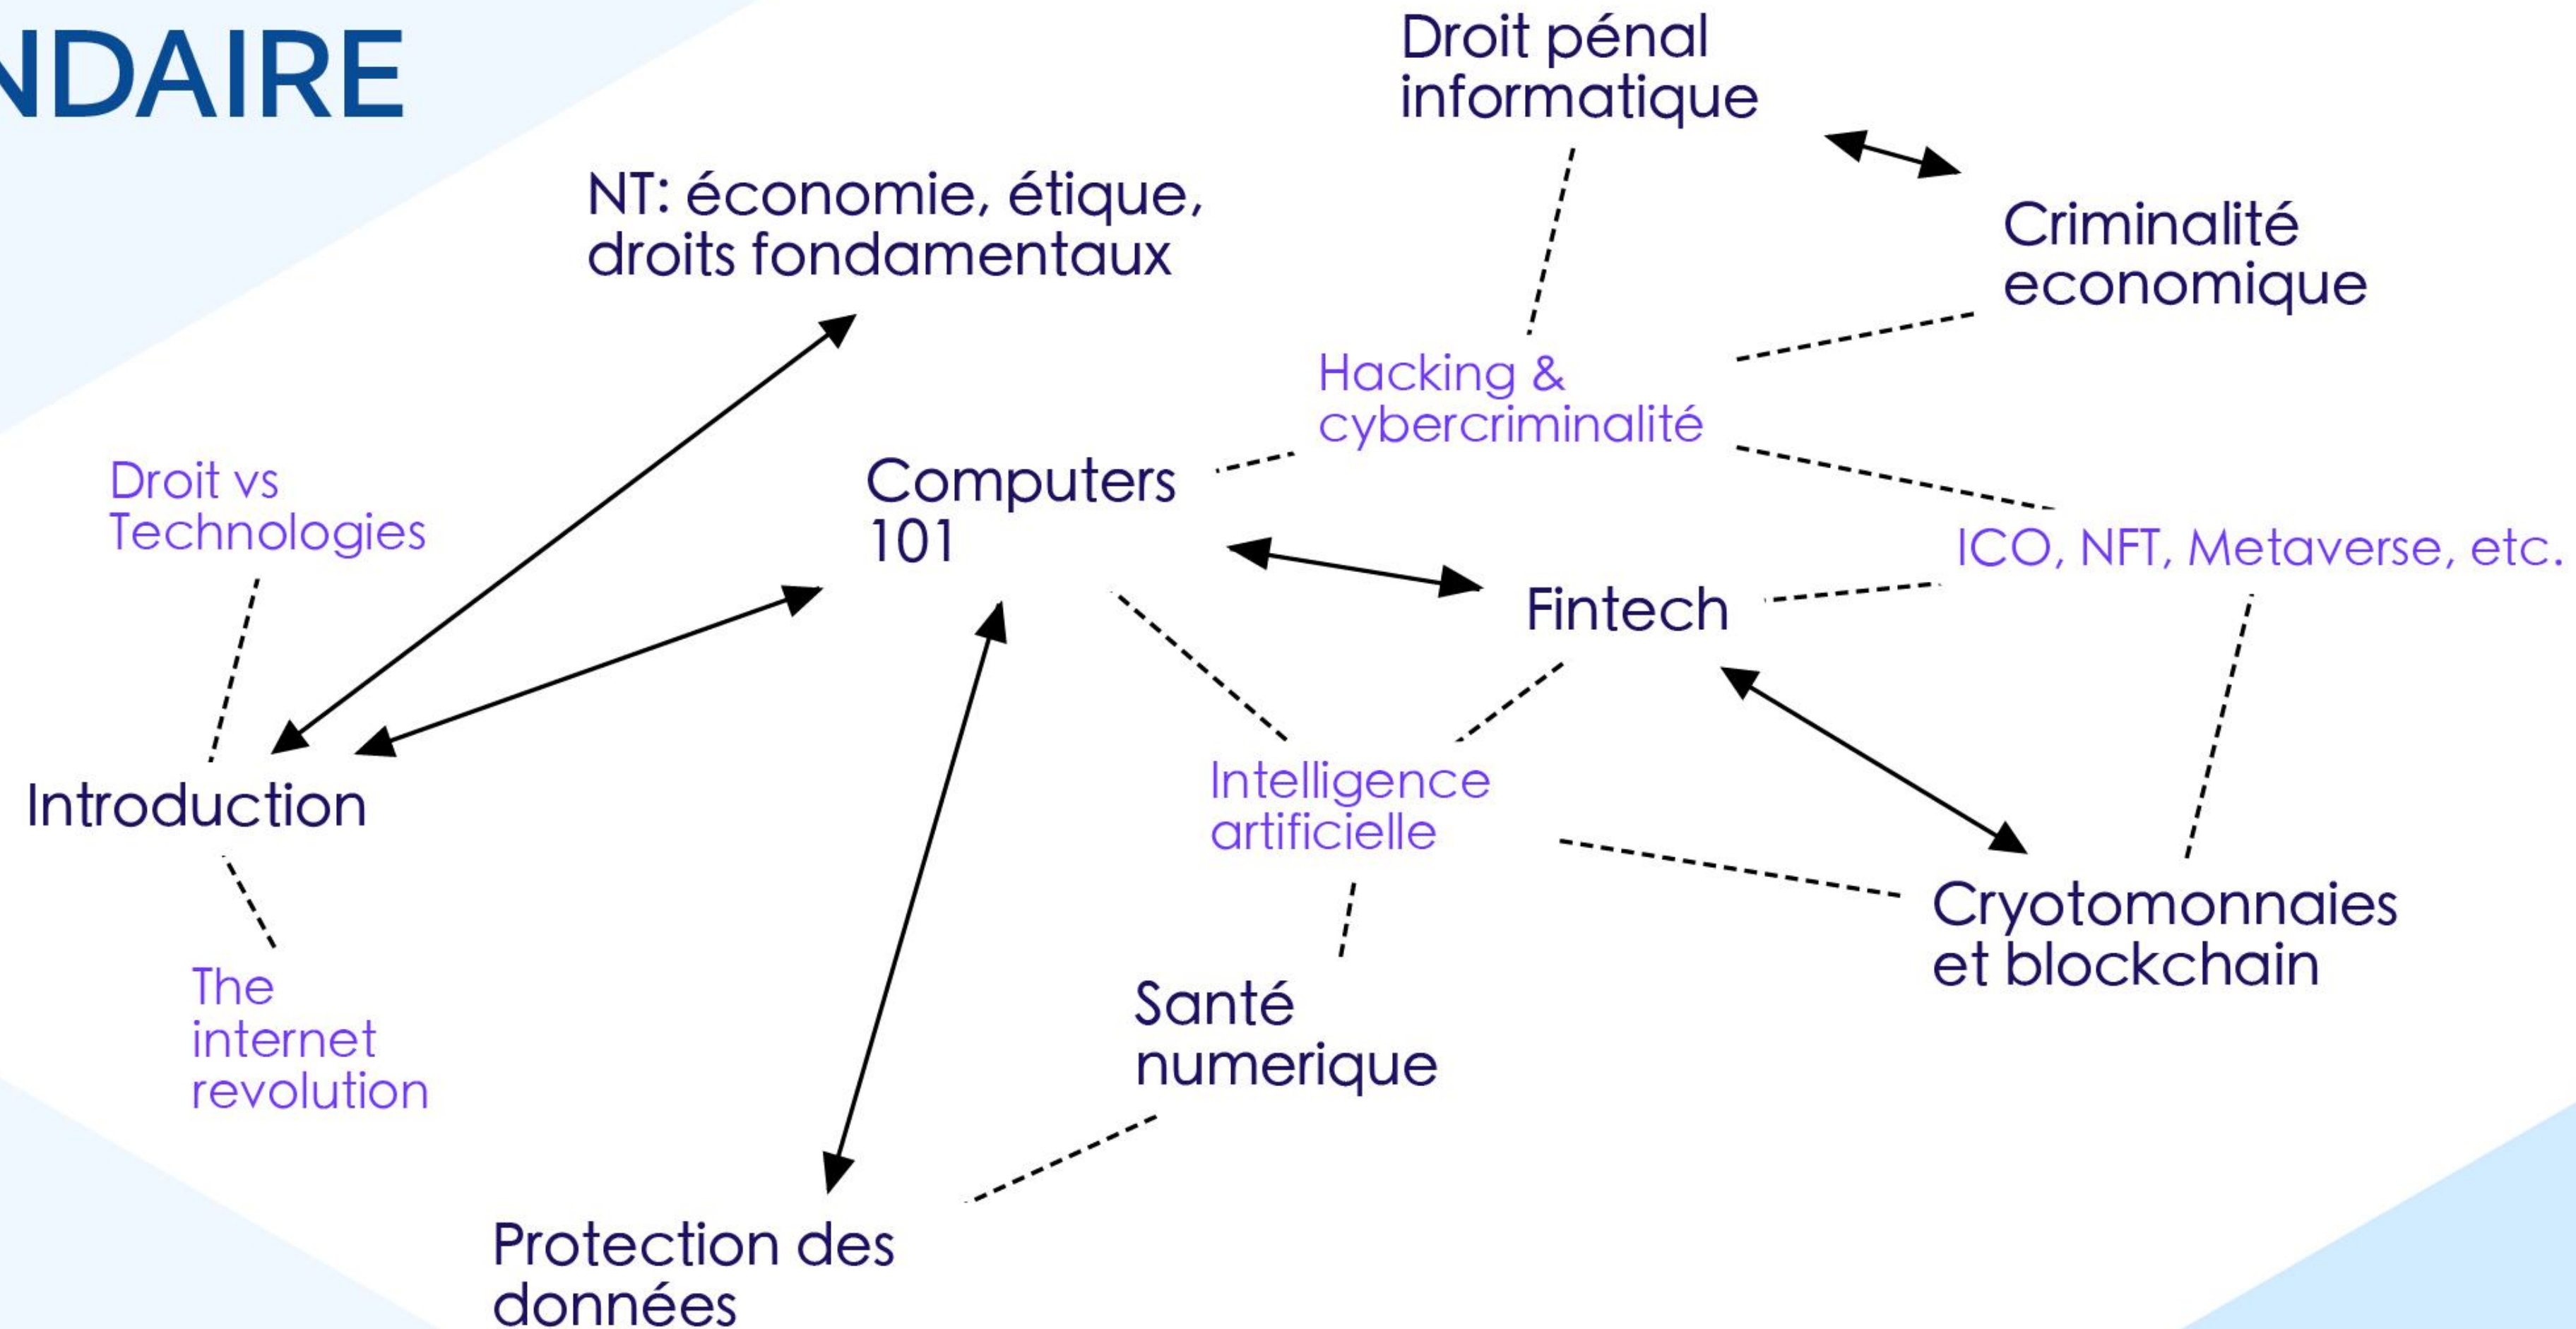 NDAIRE
Droit pénal
informatique
NT: économie, étique,
droits fondamentaux
Criminalité
economique
Hacking &
cybercriminalité
Droit vs
Technologies
Computers
101
ICO, NFT, Metaverse, etc.
Fintech
Introduction
Intelligence
artificielle
Cryotomonnaies
et blockchain
The
internet
revolution
Santé
numerique
Protection des
données